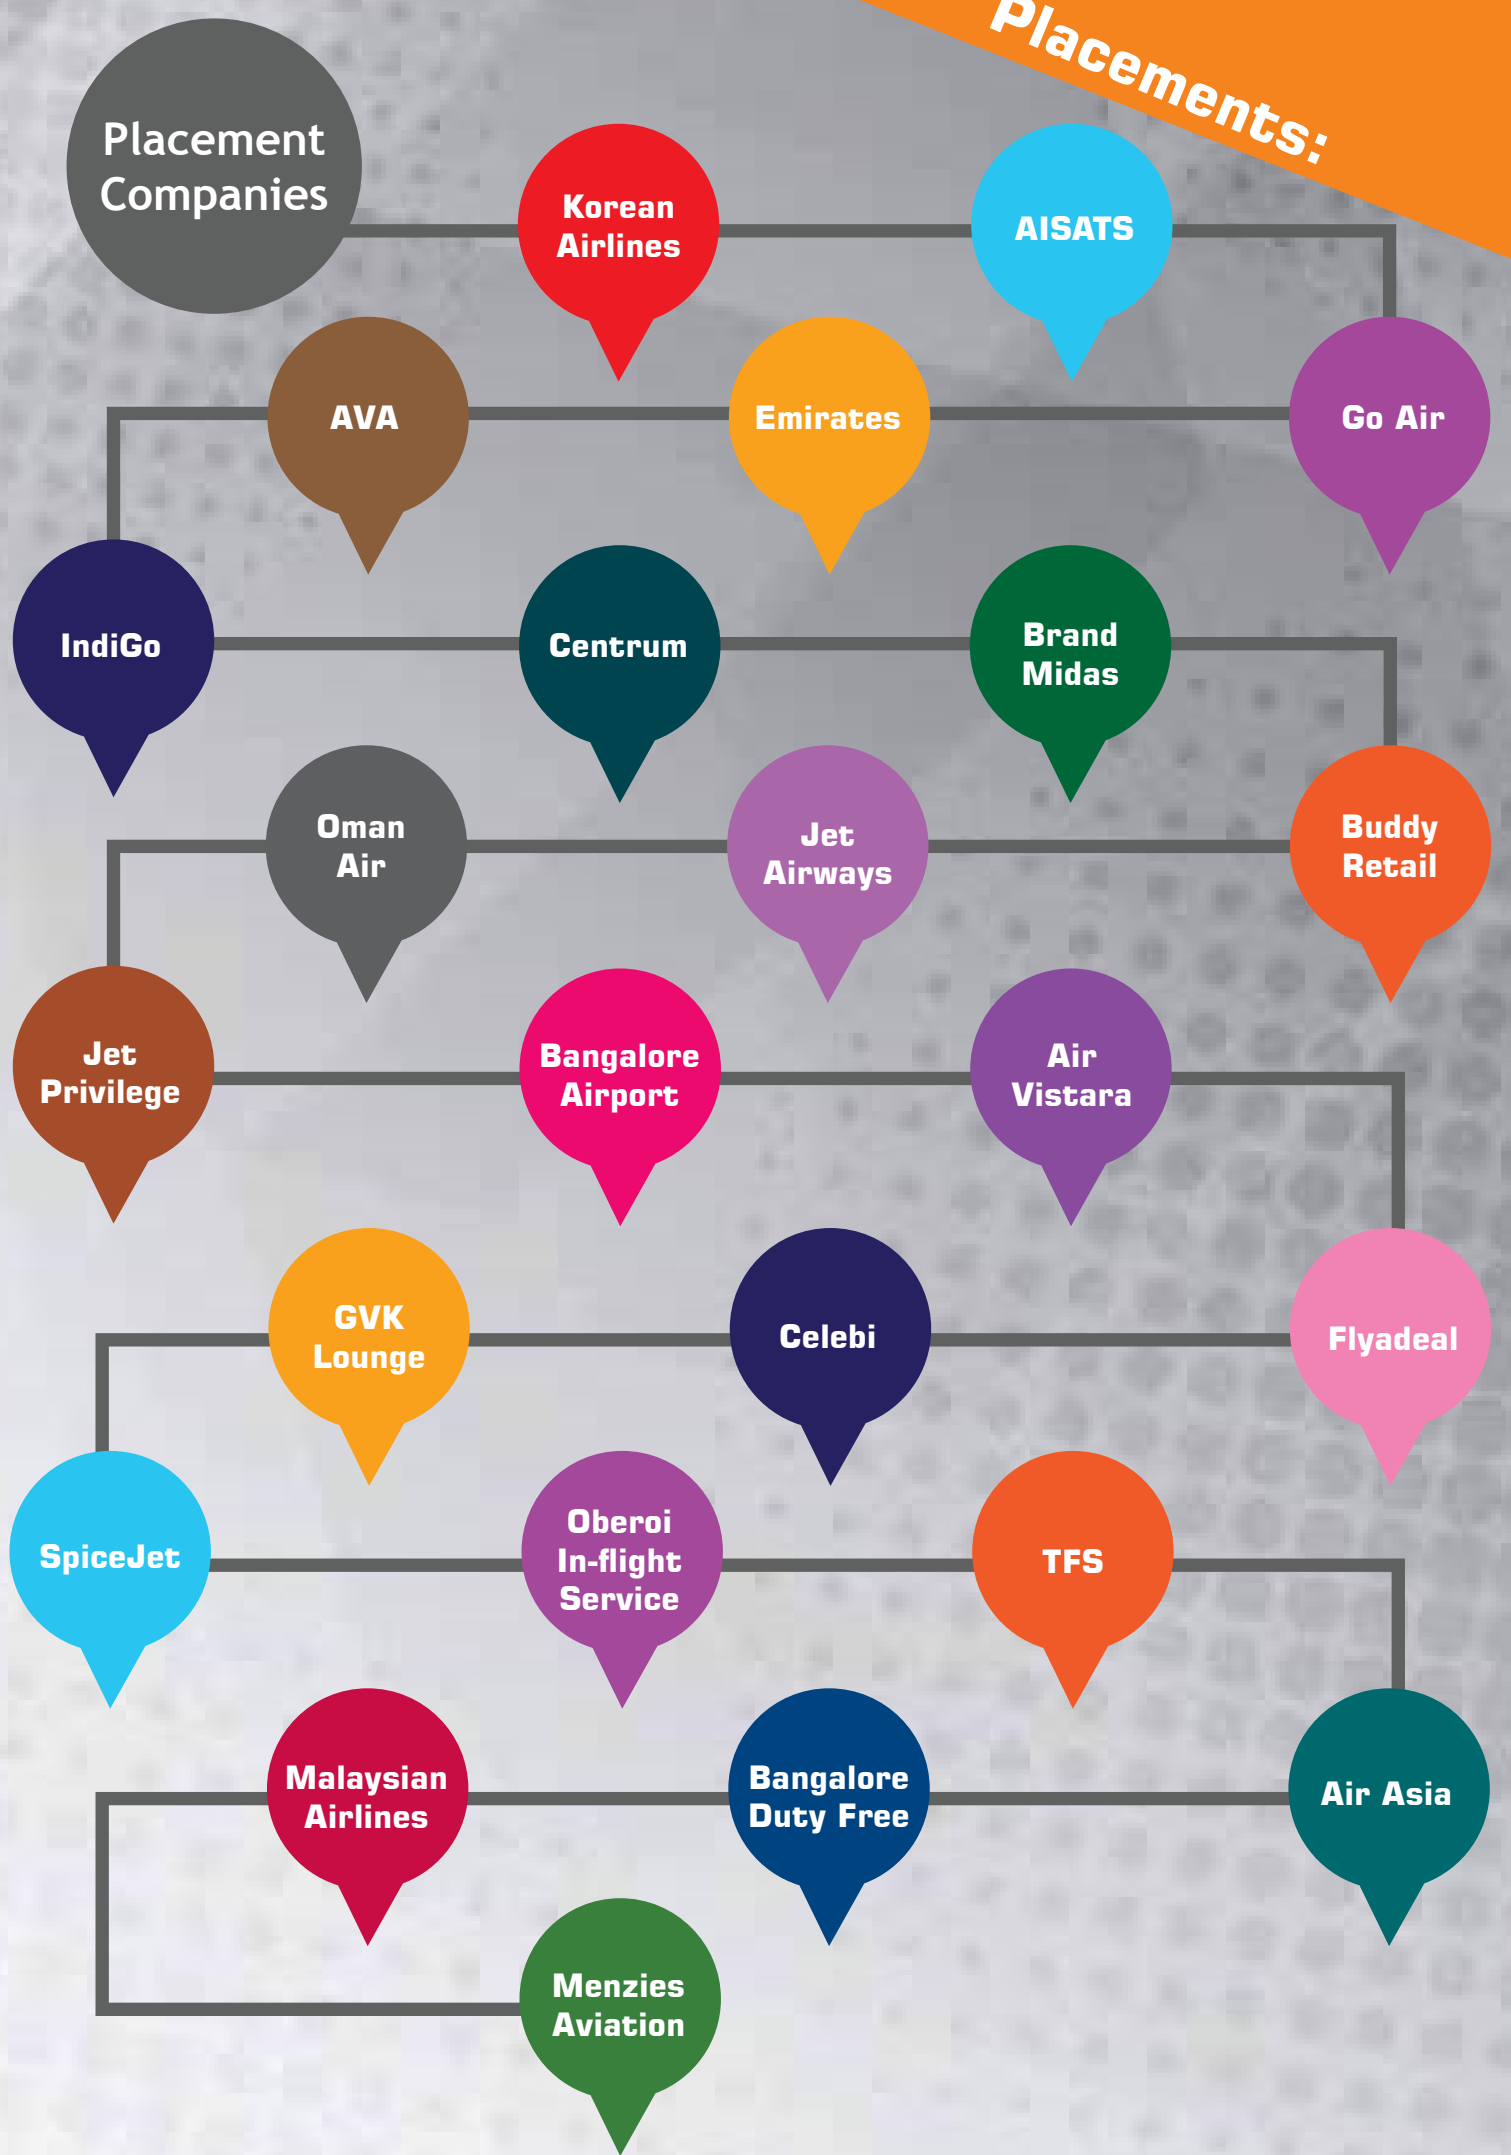 Placements:
Placement
Companies
Korean
Airlines
AISATS
AVA
Emirates
Go Air
IndiGo
Centrum
Brand
Midas
Oman
Air
Jet
Airways
Buddy
Retail
Jet
Privilege
Bangalore
Airport
Air
Vistara
GVK
Lounge
Celebi
Flyadeal
SpiceJet
Oberoi
In-flight
Service
TFS
Malaysian
Airlines
Bangalore
Duty Free
Air Asia
Menzies
Aviation